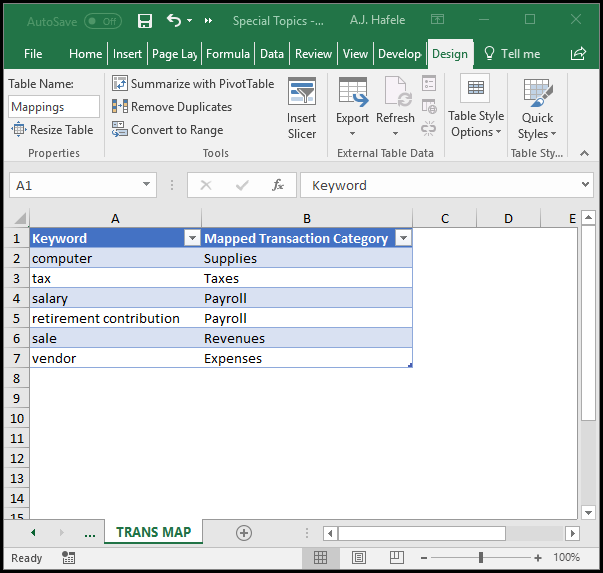 AutoSave Off Special Topics -... A.J. Hafele
File Home Insert Page Lay Formula Data Review View Develop Design Tell me
Table Name:
Mappings
Resize Table
Properties
Summarize with PivotTable
Remove Duplicates
Convert to Range
Insert
Slicer
Tools
Export Refresh
External Table Data
Table Style
Options
Quick
Styles
Table Sty...
A1 fx Keyword
A B C D E
1 Keyword Mapped Transaction Category
2 computer Supplies
3 tax Taxes
4 salary Payroll
5 retirement contribution Payroll
6 sale Revenues
7 vendor Expenses
8
9
10
11
12
13
14
15
... TRANS MAP
Ready 100%